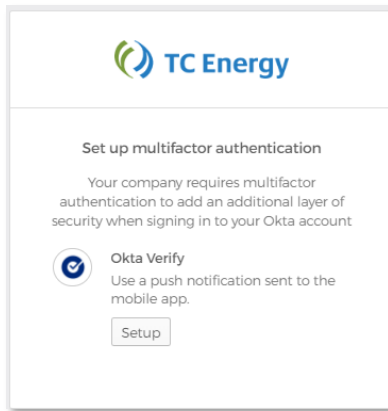 TC Energy
Set up multifactor authentication
Your company requires multifactor
authentication to add an additional layer of
security when signing in to your Okta account
Okta Verify
Use a push notification sent to the
mobile app.
Setup